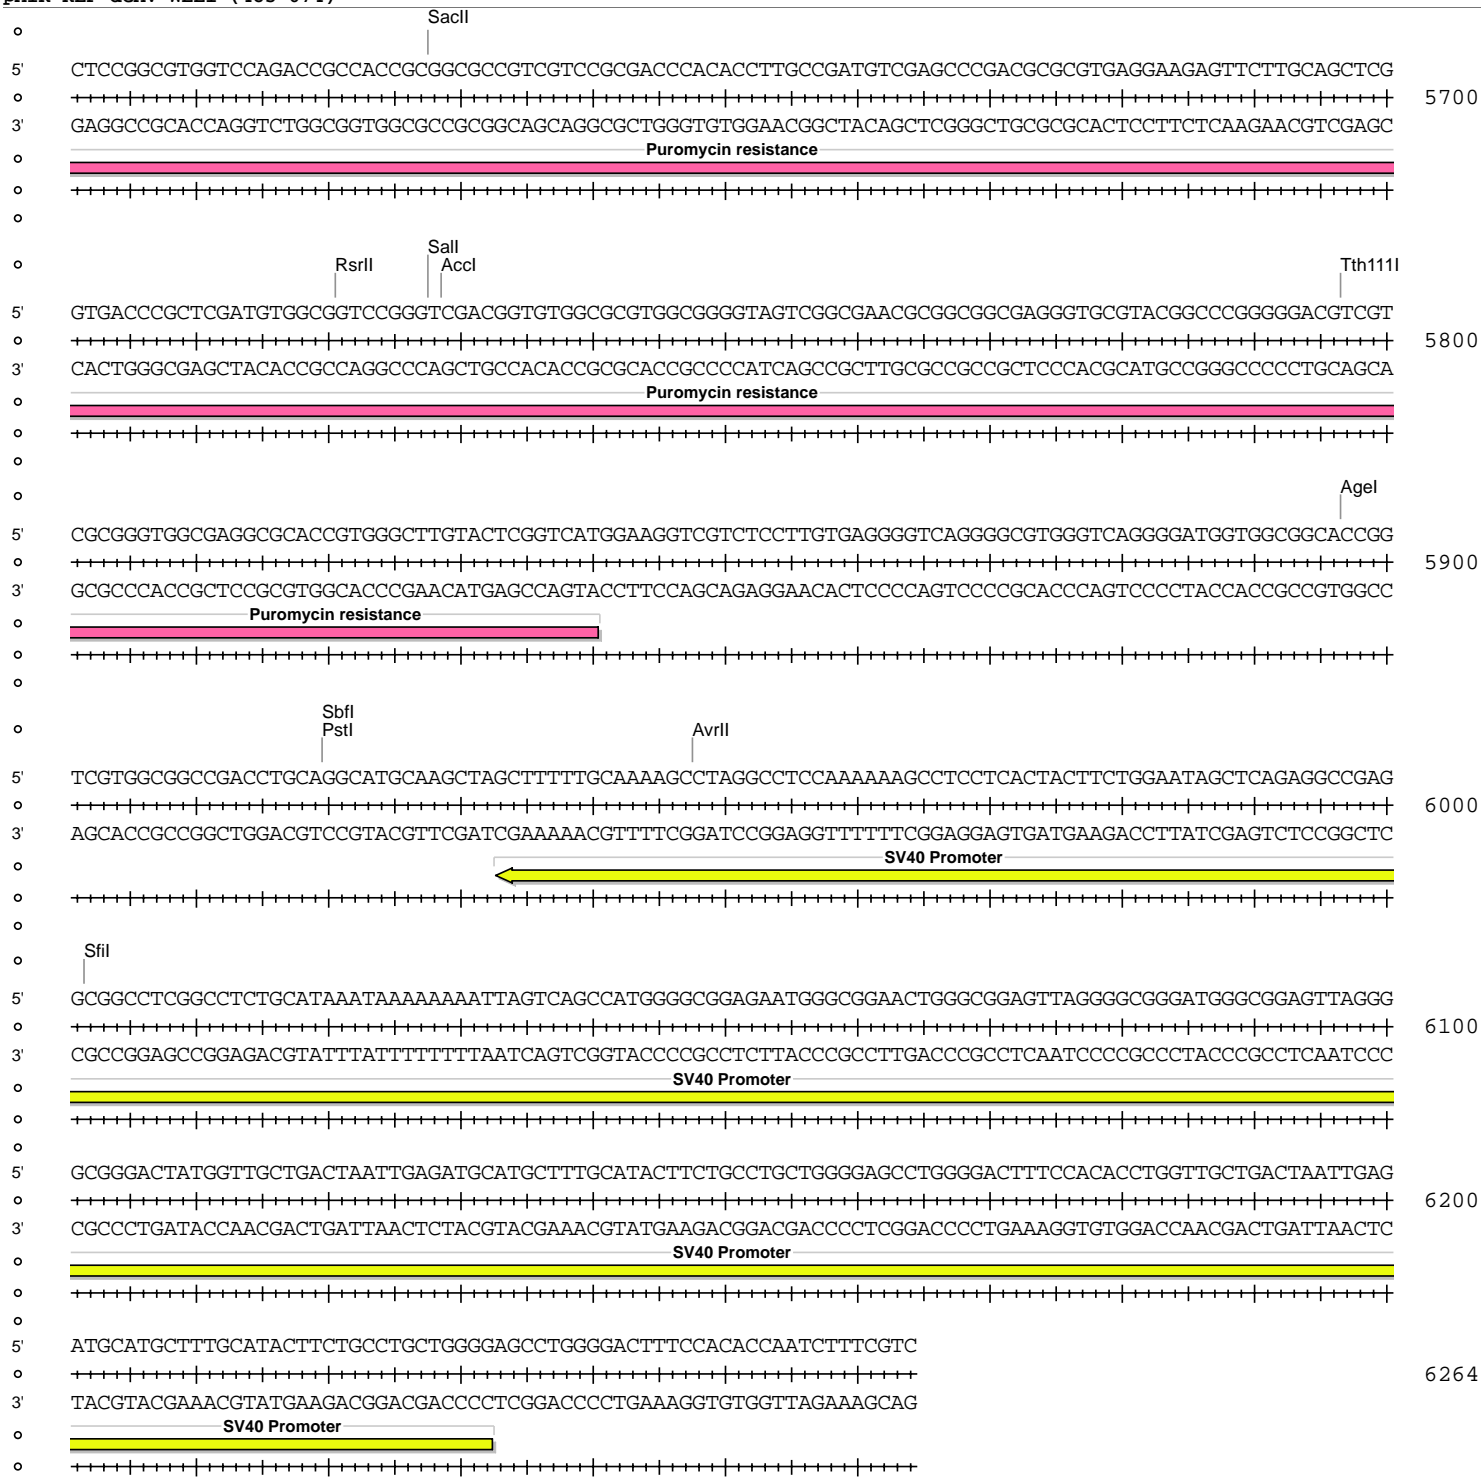 SacII
5' CTCCGGCGTGGTCCAGACCGCCACCGCGGCGCCGTCGTCCGCGACCCACACCTTGCCGATGTCGAGCCCGACGCGCGTGAGGAAGAGTTCTTGCAGCTCG
5700
3' GAGGCCGCACCAGGTCTGGCGGTGGCGCCGCGGCAGCAGGCGCTGGGTGTGGAACGGCTACAGCTCGGGCTGCGCGCACTCCTTCTCAAGAACGTCGAGC
Puromycin resistance
SalI
RsrII AccI Tth111I
5' GTGACCCGCTCGATGTGGCGGTCCGGGTCGACGGTGTGGCGCGTGGCGGGGTAGTCGGCGAACGCGGCGGCGAGGGTGCGTACGGCCCGGGGGACGTCGT
5800
3' CACTGGGCGAGCTACACCGCCAGGCCCAGCTGCCACACCGCGCACCGCCCCATCAGCCGCTTGCGCCGCCGCTCCCACGCATGCCGGGCCCCCTGCAGCA
Puromycin resistance
AgeI
5' CGCGGGTGGCGAGGCGCACCGTGGGCTTGTACTCGGTCATGGAAGGTCGTCTCCTTGTGAGGGGTCAGGGGCGTGGGTCAGGGGATGGTGGCGGCACCGG
5900
3' GCGCCCACCGCTCCGCGTGGCACCCGAACATGAGCCAGTACCTTCCAGCAGAGGAACACTCCCCAGTCCCCGCACCCAGTCCCCTACCACCGCCGTGGCC
Puromycin resistance
SbfI
PstI AvrII
5' TCGTGGCGGCCGACCTGCAGGCATGCAAGCTAGCTTTTTGCAAAAGCCTAGGCCTCCAAAAAAGCCTCCTCACTACTTCTGGAATAGCTCAGAGGCCGAG
6000
3' AGCACCGCCGGCTGGACGTCCGTACGTTCGATCGAAAAACGTTTTCGGATCCGGAGGTTTTTTCGGAGGAGTGATGAAGACCTTATCGAGTCTCCGGCTC
SV40 Promoter
SfiI
5' GCGGCCTCGGCCTCTGCATAAATAAAAAAAATTAGTCAGCCATGGGGCGGAGAATGGGCGGAACTGGGCGGAGTTAGGGGCGGGATGGGCGGAGTTAGGG
6100
3' CGCCGGAGCCGGAGACGTATTTATTTTTTTTAATCAGTCGGTACCCCGCCTCTTACCCGCCTTGACCCGCCTCAATCCCCGCCCTACCCGCCTCAATCCC
SV40 Promoter
5' GCGGGACTATGGTTGCTGACTAATTGAGATGCATGCTTTGCATACTTCTGCCTGCTGGGGAGCCTGGGGACTTTCCACACCTGGTTGCTGACTAATTGAG
6200
3' CGCCCTGATACCAACGACTGATTAACTCTACGTACGAAACGTATGAAGACGGACGACCCCTCGGACCCCTGAAAGGTGTGGACCAACGACTGATTAACTC
SV40 Promoter
5' ATGCATGCTTTGCATACTTCTGCCTGCTGGGGAGCCTGGGGACTTTCCACACCAATCTTTCGTC
6264
3' TACGTACGAAACGTATGAAGACGGACGACCCCTCGGACCCCTGAAAGGTGTGGTTAGAAAGCAG
SV40 Promoter